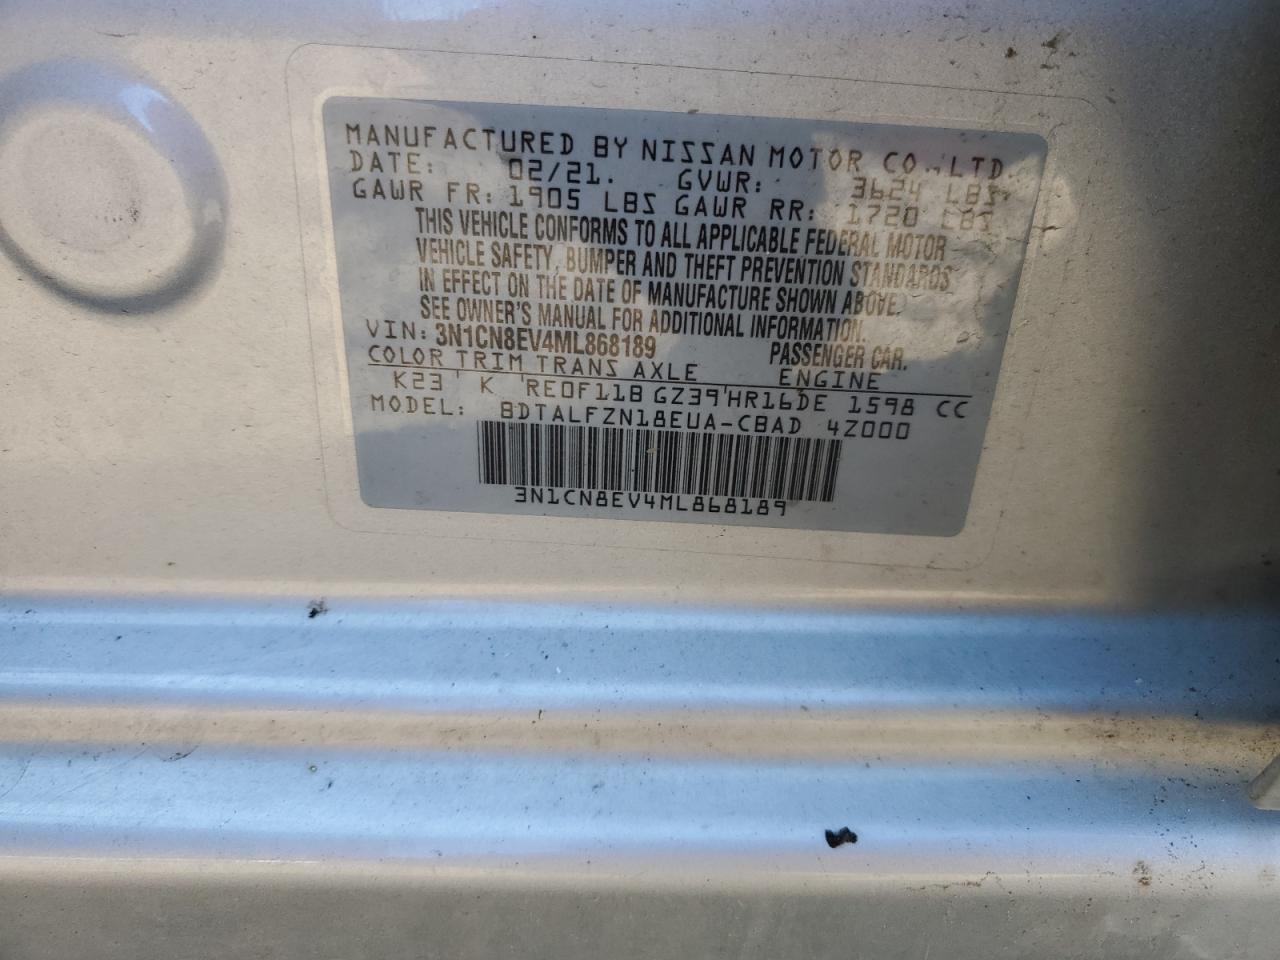 MANUFACTURED BY NISSAN MOTOR CO., LTD.
DATE: 02/21. GVWR: 3624 LBS
GAWR FR: 1905 LBS GAWR RR: 1720 LBS
THIS VEHICLE CONFORMS TO ALL APPLICABLE FEDERAL MOTOR
VEHICLE SAFETY, BUMPER AND THEFT PREVENTION STANDARDS
IN EFFECT ON THE DATE OF MANUFACTURE SHOWN ABOVE.
SEE OWNER'S MANUAL FOR ADDITIONAL INFORMATION.
VIN: 3N1CN8EV4ML868189 PASSENGER CAR.
COLOR TRIM TRANS AXLE ENGINE
K23 ' K 'RE0F11B GZ39'HR16DE 1598 CC
MODEL: BDTALFZN18EUA-CBAD 4Z000
3N1CN8EV4ML868189